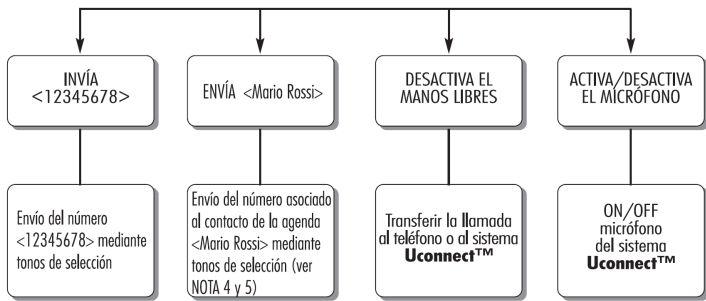 INVÍA
<12345678>
ENVÍA <Mario Rossi>
DESACTIVA EL
MANOS LIBRES
ACTIVA/DESACTIVA
EL MÍCRÓFONO
Envío del número
<12345678> mediante
tonos de selección
Envío del número asociado
al contacto de la agenda
<Mario Rossi> mediante
tonos de selección (ver
NOTA 4 y 5)
Transferir la llamada
al teléfono o al sistema
Uconnect™
ON/OFF
micrófono
del sistema
Uconnect™